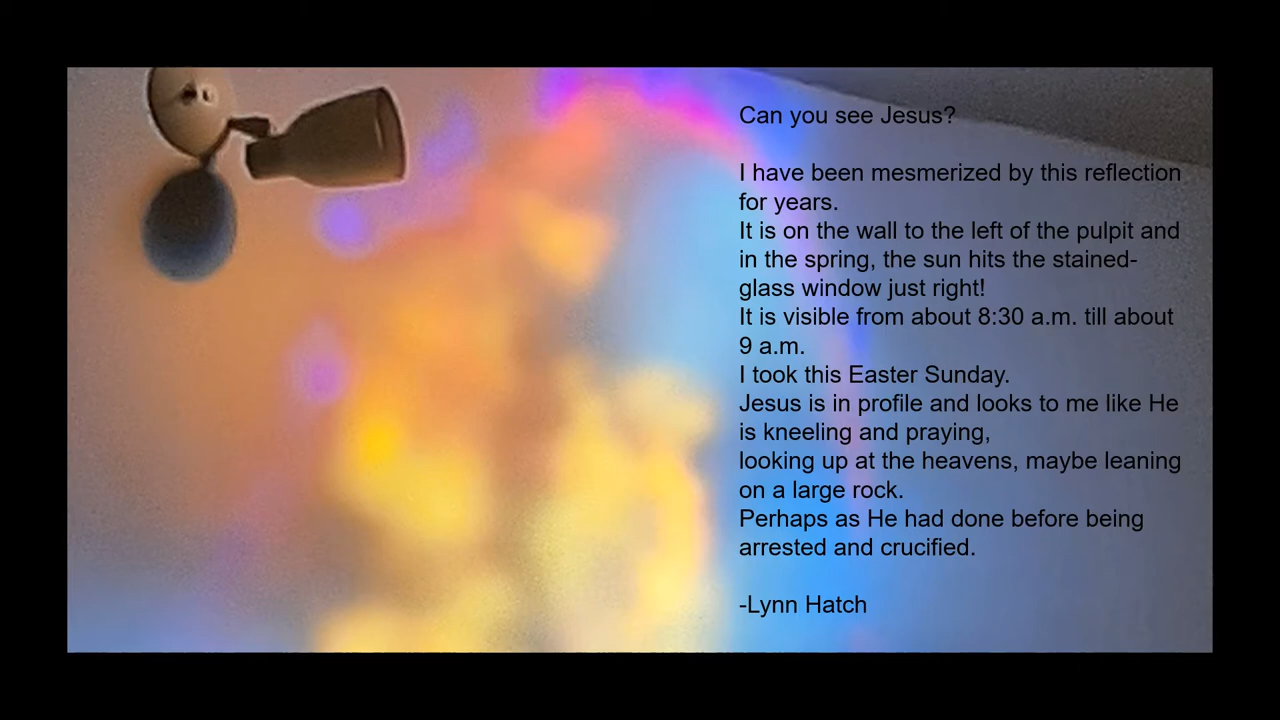 Can you see Jesus?
I have been mesmerized by this reflection
for years.
It is on the wall to the left of the pulpit and
in the spring, the sun hits the stained-
glass window just right!
It is visible from about 8:30 a.m. till about
9 a.m.
I took this Easter Sunday.
Jesus is in profile and looks to me like He
is kneeling and praying,
looking up at the heavens, maybe leaning
on a large rock.
Perhaps as He had done before being
arrested and crucified.
-Lynn Hatch